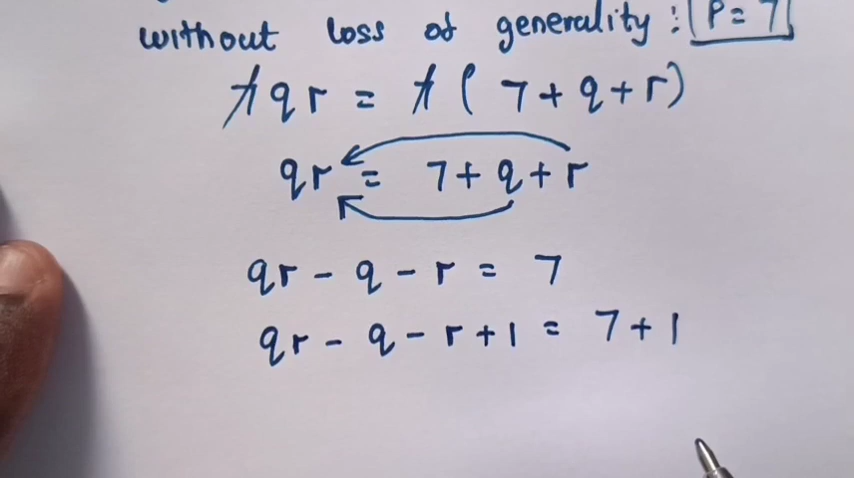 without loss of generality : P = 7
7qr = 7(7+q+r)
qr = 7+q+r
qr - q - r = 7
qr - q - r + 1 = 7 + 1